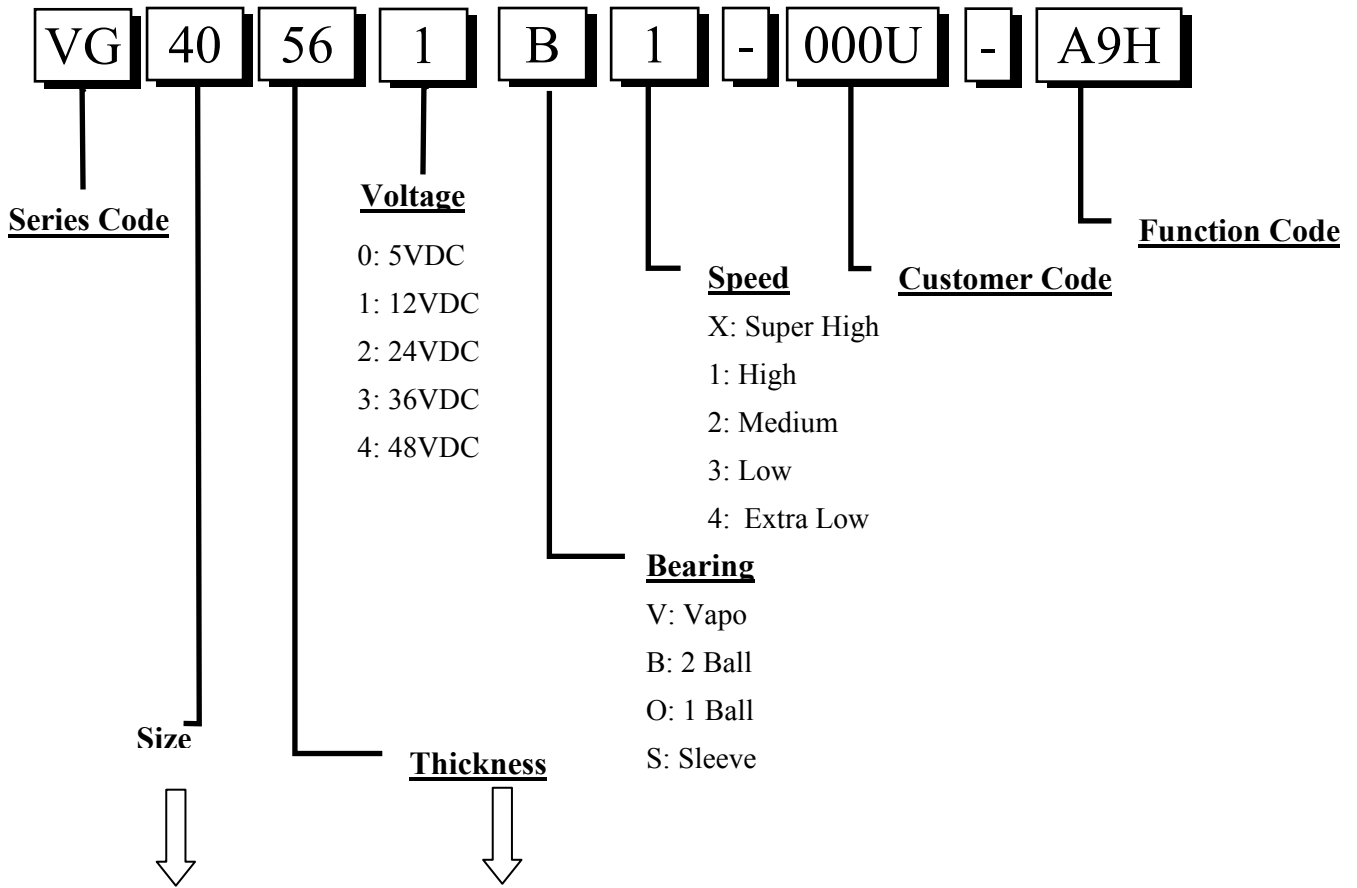 VG 40 56 1 B 1 - 000U - A9H
Series Code
Voltage
0: 5VDC
1: 12VDC
2: 24VDC
3: 36VDC
4: 48VDC
Function Code
Customer Code
Speed
X: Super High
1: High
2: Medium
3: Low
4: Extra Low
Bearing
V: Vapo
B: 2 Ball
O: 1 Ball
S: Sleeve
Size
Thickness